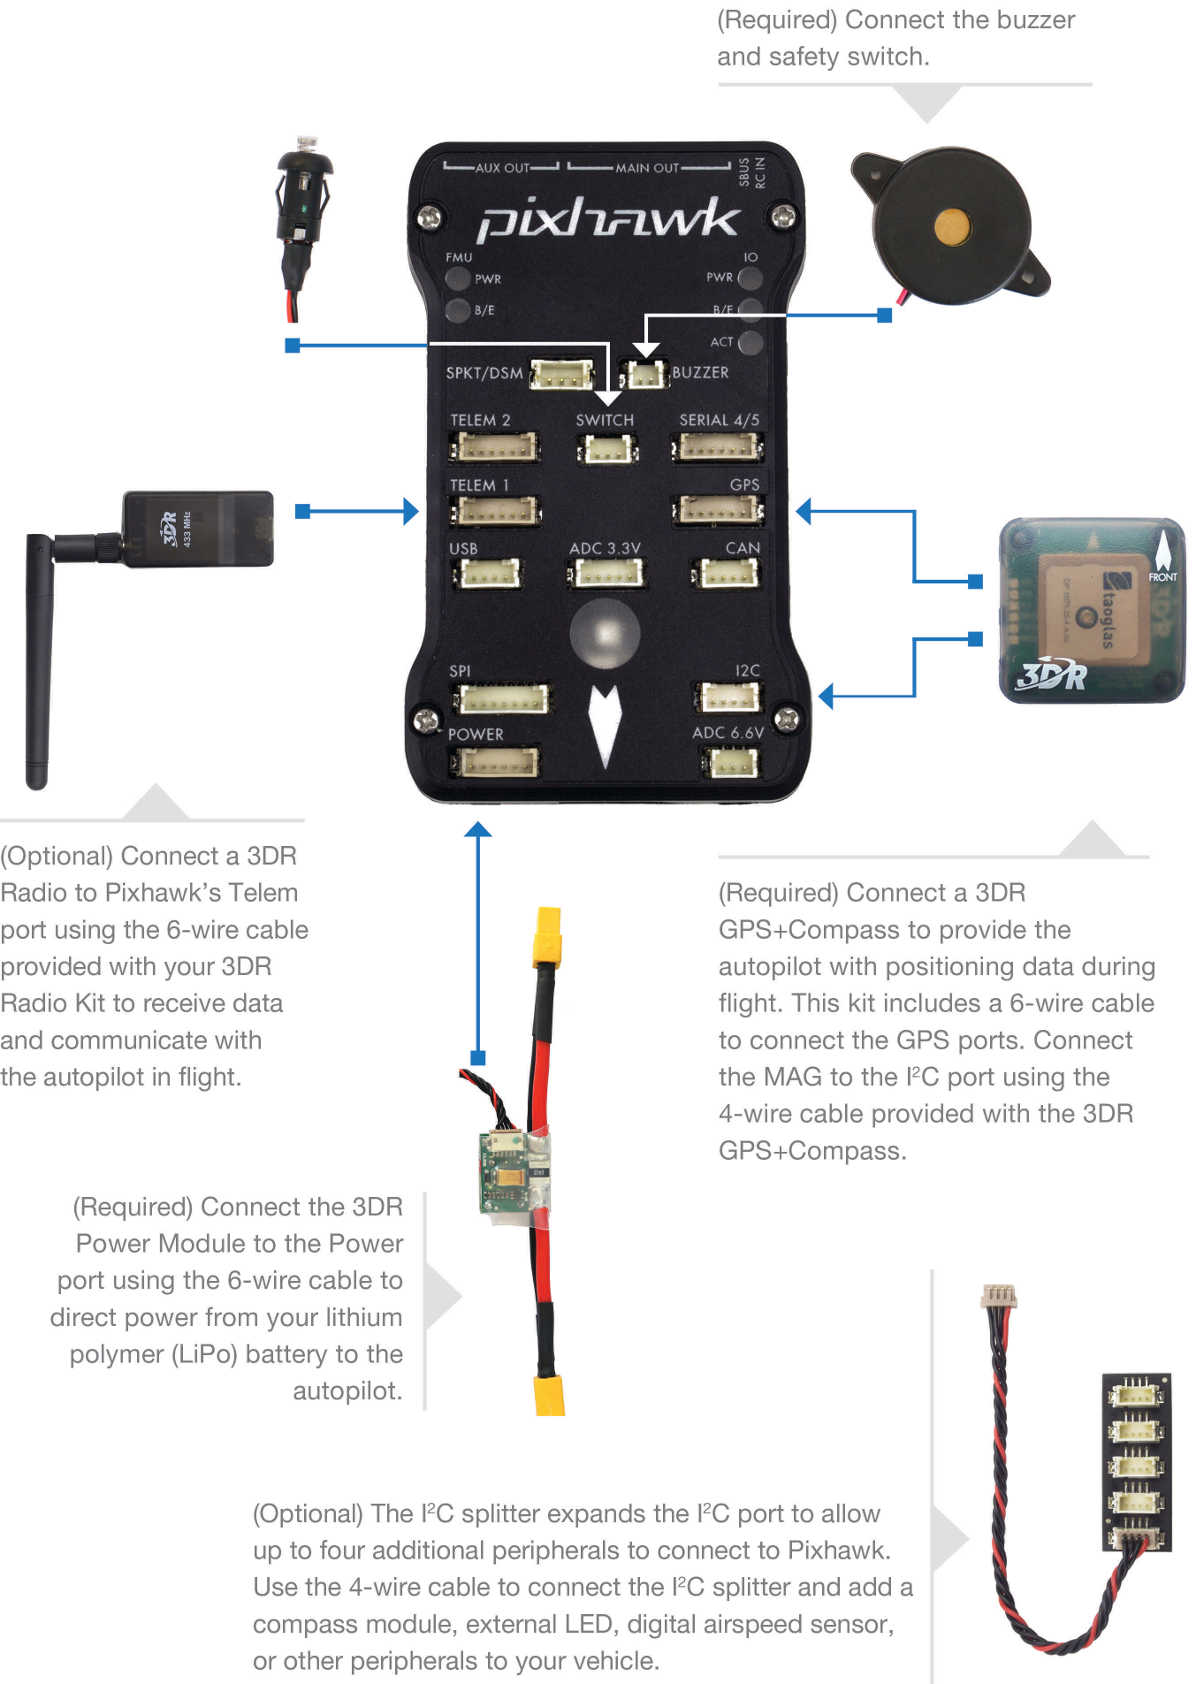 (Required) Connect the buzzer
and safety switch.
AUX OUT
MAIN OUT
SBUS
RC IN
pixhawk
FMU
IO
PWR
PWR
B/E
B/E
ACT
SPKT/DSM
BUZZER
TELEM 2
SWITCH
SERIAL 4/5
TELEM 1
GPS
USB
ADC 3.3V
CAN
SPI
I2C
POWER
ADC 6.6V
3DR
433 MHz
FRONT
taoglas
3DR
3DR
(Optional) Connect a 3DR
Radio to Pixhawk’s Telem
port using the 6-wire cable
provided with your 3DR
Radio Kit to receive data
and communicate with
the autopilot in flight.
(Required) Connect a 3DR
GPS+Compass to provide the
autopilot with positioning data during
flight. This kit includes a 6-wire cable
to connect the GPS ports. Connect
the MAG to the I²C port using the
4-wire cable provided with the 3DR
GPS+Compass.
(Required) Connect the 3DR
Power Module to the Power
port using the 6-wire cable to
direct power from your lithium
polymer (LiPo) battery to the
autopilot.
(Optional) The I²C splitter expands the I²C port to allow
up to four additional peripherals to connect to Pixhawk.
Use the 4-wire cable to connect the I²C splitter and add a
compass module, external LED, digital airspeed sensor,
or other peripherals to your vehicle.